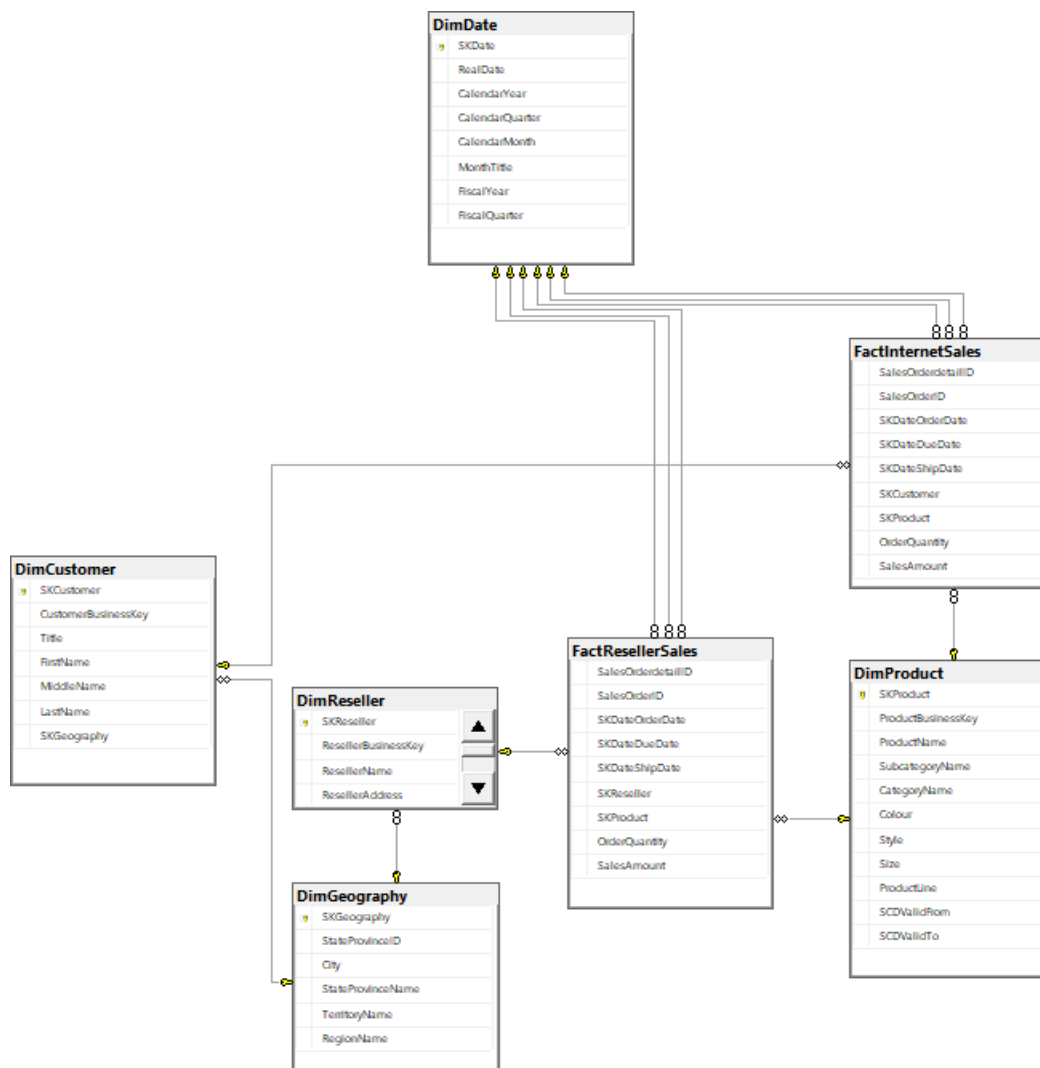 DimDate
SKDate
RealDate
CalendarYear
CalendarQuarter
CalendarMonth
MonthTitle
FiscalYear
FiscalQuarter
FactInternetSales
SalesOrderdetailID
SalesOrderID
SKDateOrderDate
SKDateDueDate
SKDateShipDate
SKCustomer
SKProduct
OrderQuantity
SalesAmount
DimCustomer
SKCustomer
CustomerBusinessKey
Title
FirstName
MiddleName
LastName
SKGeography
FactResellerSales
SalesOrderdetailID
SalesOrderID
SKDateOrderDate
SKDateDueDate
SKDateShipDate
SKReseller
SKProduct
OrderQuantity
SalesAmount
DimProduct
SKProduct
ProductBusinessKey
ProductName
SubcategoryName
CategoryName
Colour
Style
Size
ProductLine
SCDValidFrom
SCDValidTo
DimReseller
SKReseller
ResellerBusinessKey
ResellerName
ResellerAddress
DimGeography
SKGeography
StateProvinceID
City
StateProvinceName
TerritoryName
RegionName